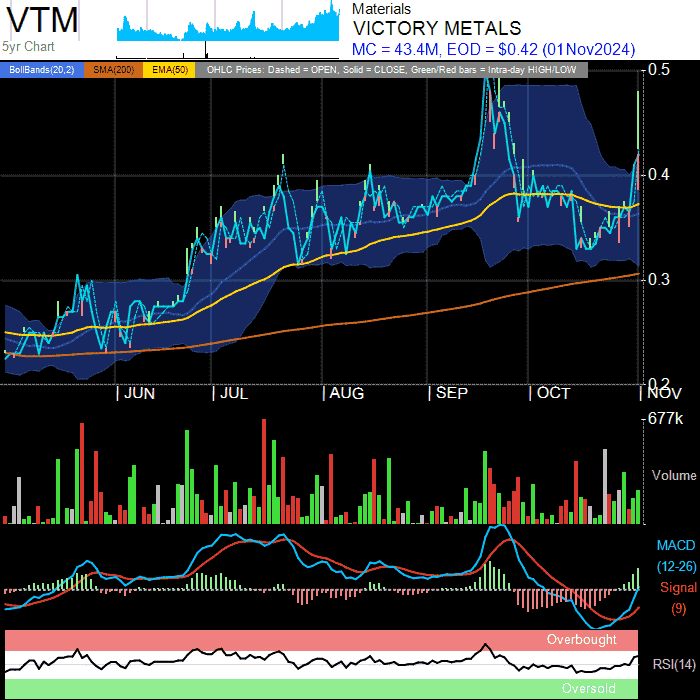 VTM
5yr Chart
Materials
VICTORY METALS
MC = 43.4M, EOD = $0.42 (01Nov2024)
BollBands(20,2) SMA(200) EMA(50) OHLC Prices: Dashed = OPEN, Solid = CLOSE, Green/Red bars = Intra-day HIGH/LOW
0.5
0.4
0.3
0.2
JUN JUL AUG SEP OCT NOV
677k
Volume
MACD
(12-26)
Signal
(9)
Overbought
RSI(14)
Oversold